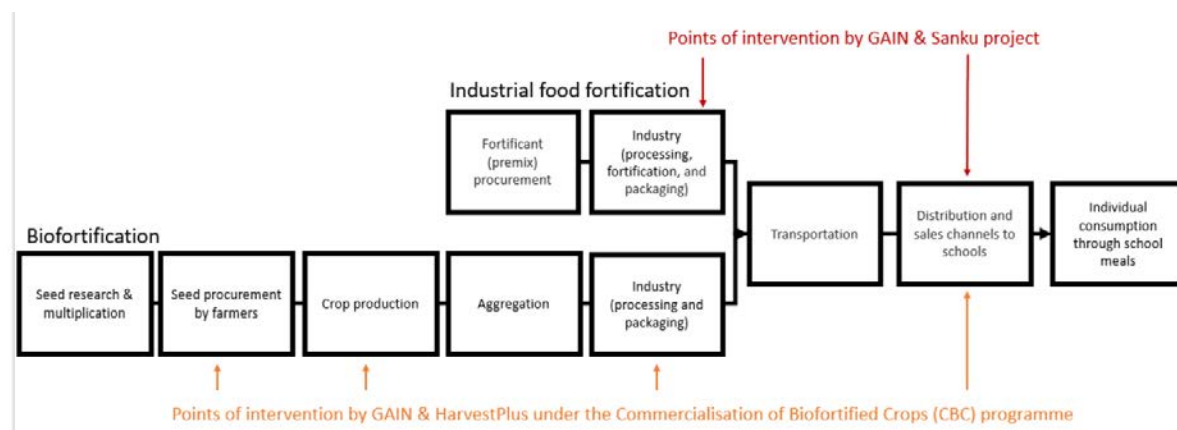 Points of intervention by GAIN & Sanku project
Industrial food fortification
Fortificant
(premix)
procurement
Industry
(processing,
fortification, and
packaging)
Transportation
Distribution and
sales channels to
schools
Individual
consumption
through school
meals
Biofortification
Seed research &
multiplication
Seed procurement
by farmers
Crop production
Aggregation
Industry
(processing and
packaging)
Points of intervention by GAIN & HarvestPlus under the Commercialisation of Biofortified Crops (CBC) programme